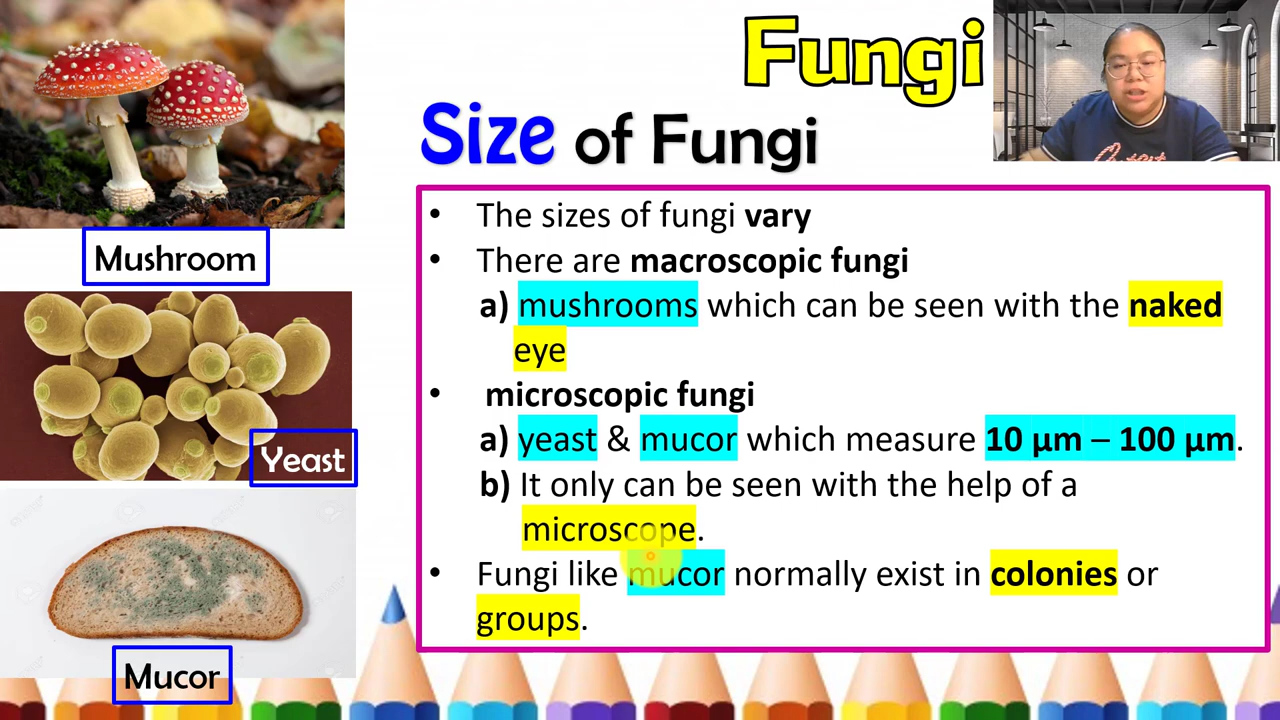 Fungi
Size of Fungi
• The sizes of fungi vary
• There are macroscopic fungi
a) mushrooms which can be seen with the naked
eye
• microscopic fungi
a) yeast & mucor which measure 10 µm – 100 µm.
b) It only can be seen with the help of a
microscope.
• Fungi like mucor normally exist in colonies or
groups.
Mushroom
Yeast
Mucor